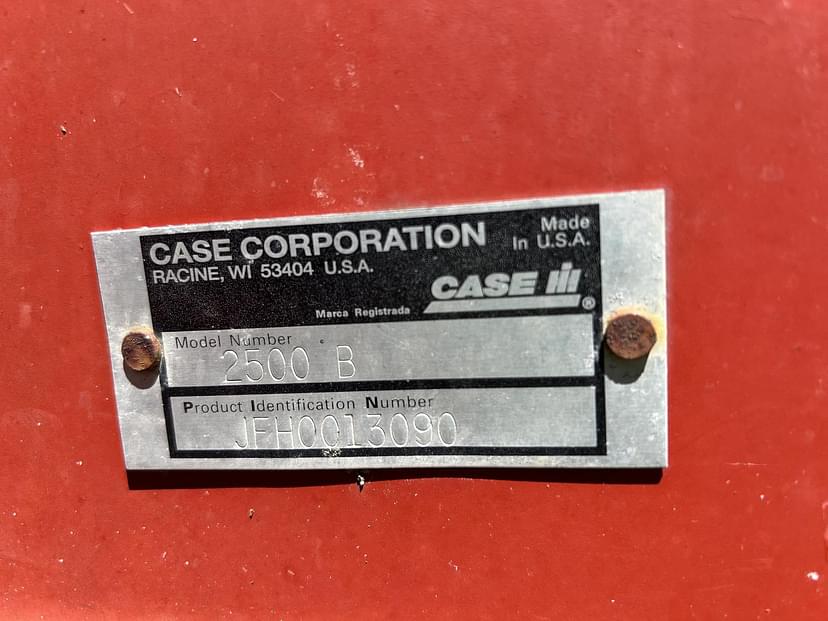 CASE CORPORATION
Made
In U.S.A.
RACINE, WI 53404 U.S.A.
CASE IH®
Marca Registrada
Model Number
2500 B
Product Identification Number
JFH0013090